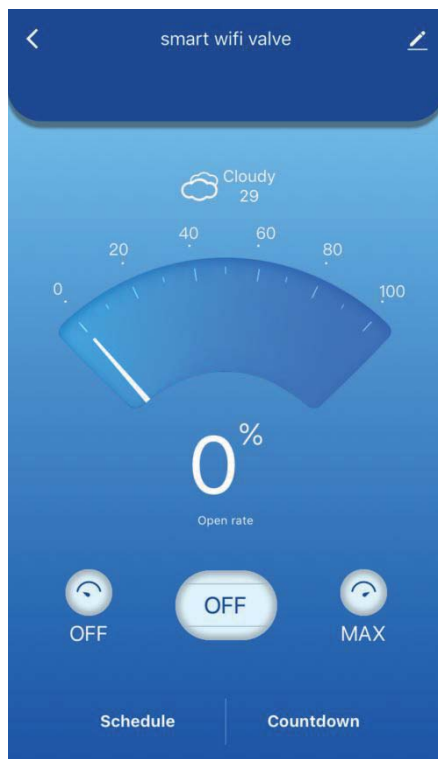 smart wifi valve
Cloudy
29
0 20 40 60 80 100
0%
Open rate
OFF
OFF MAX
Schedule Countdown